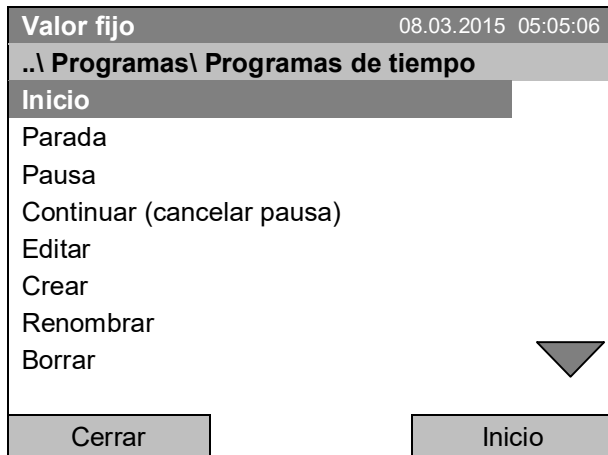 Valor fijo 08.03.2015 05:05:06
..\ Programas\ Programas de tiempo
Inicio
Parada
Pausa
Continuar (cancelar pausa)
Editar
Crear
Renombrar
Borrar
Cerrar Inicio